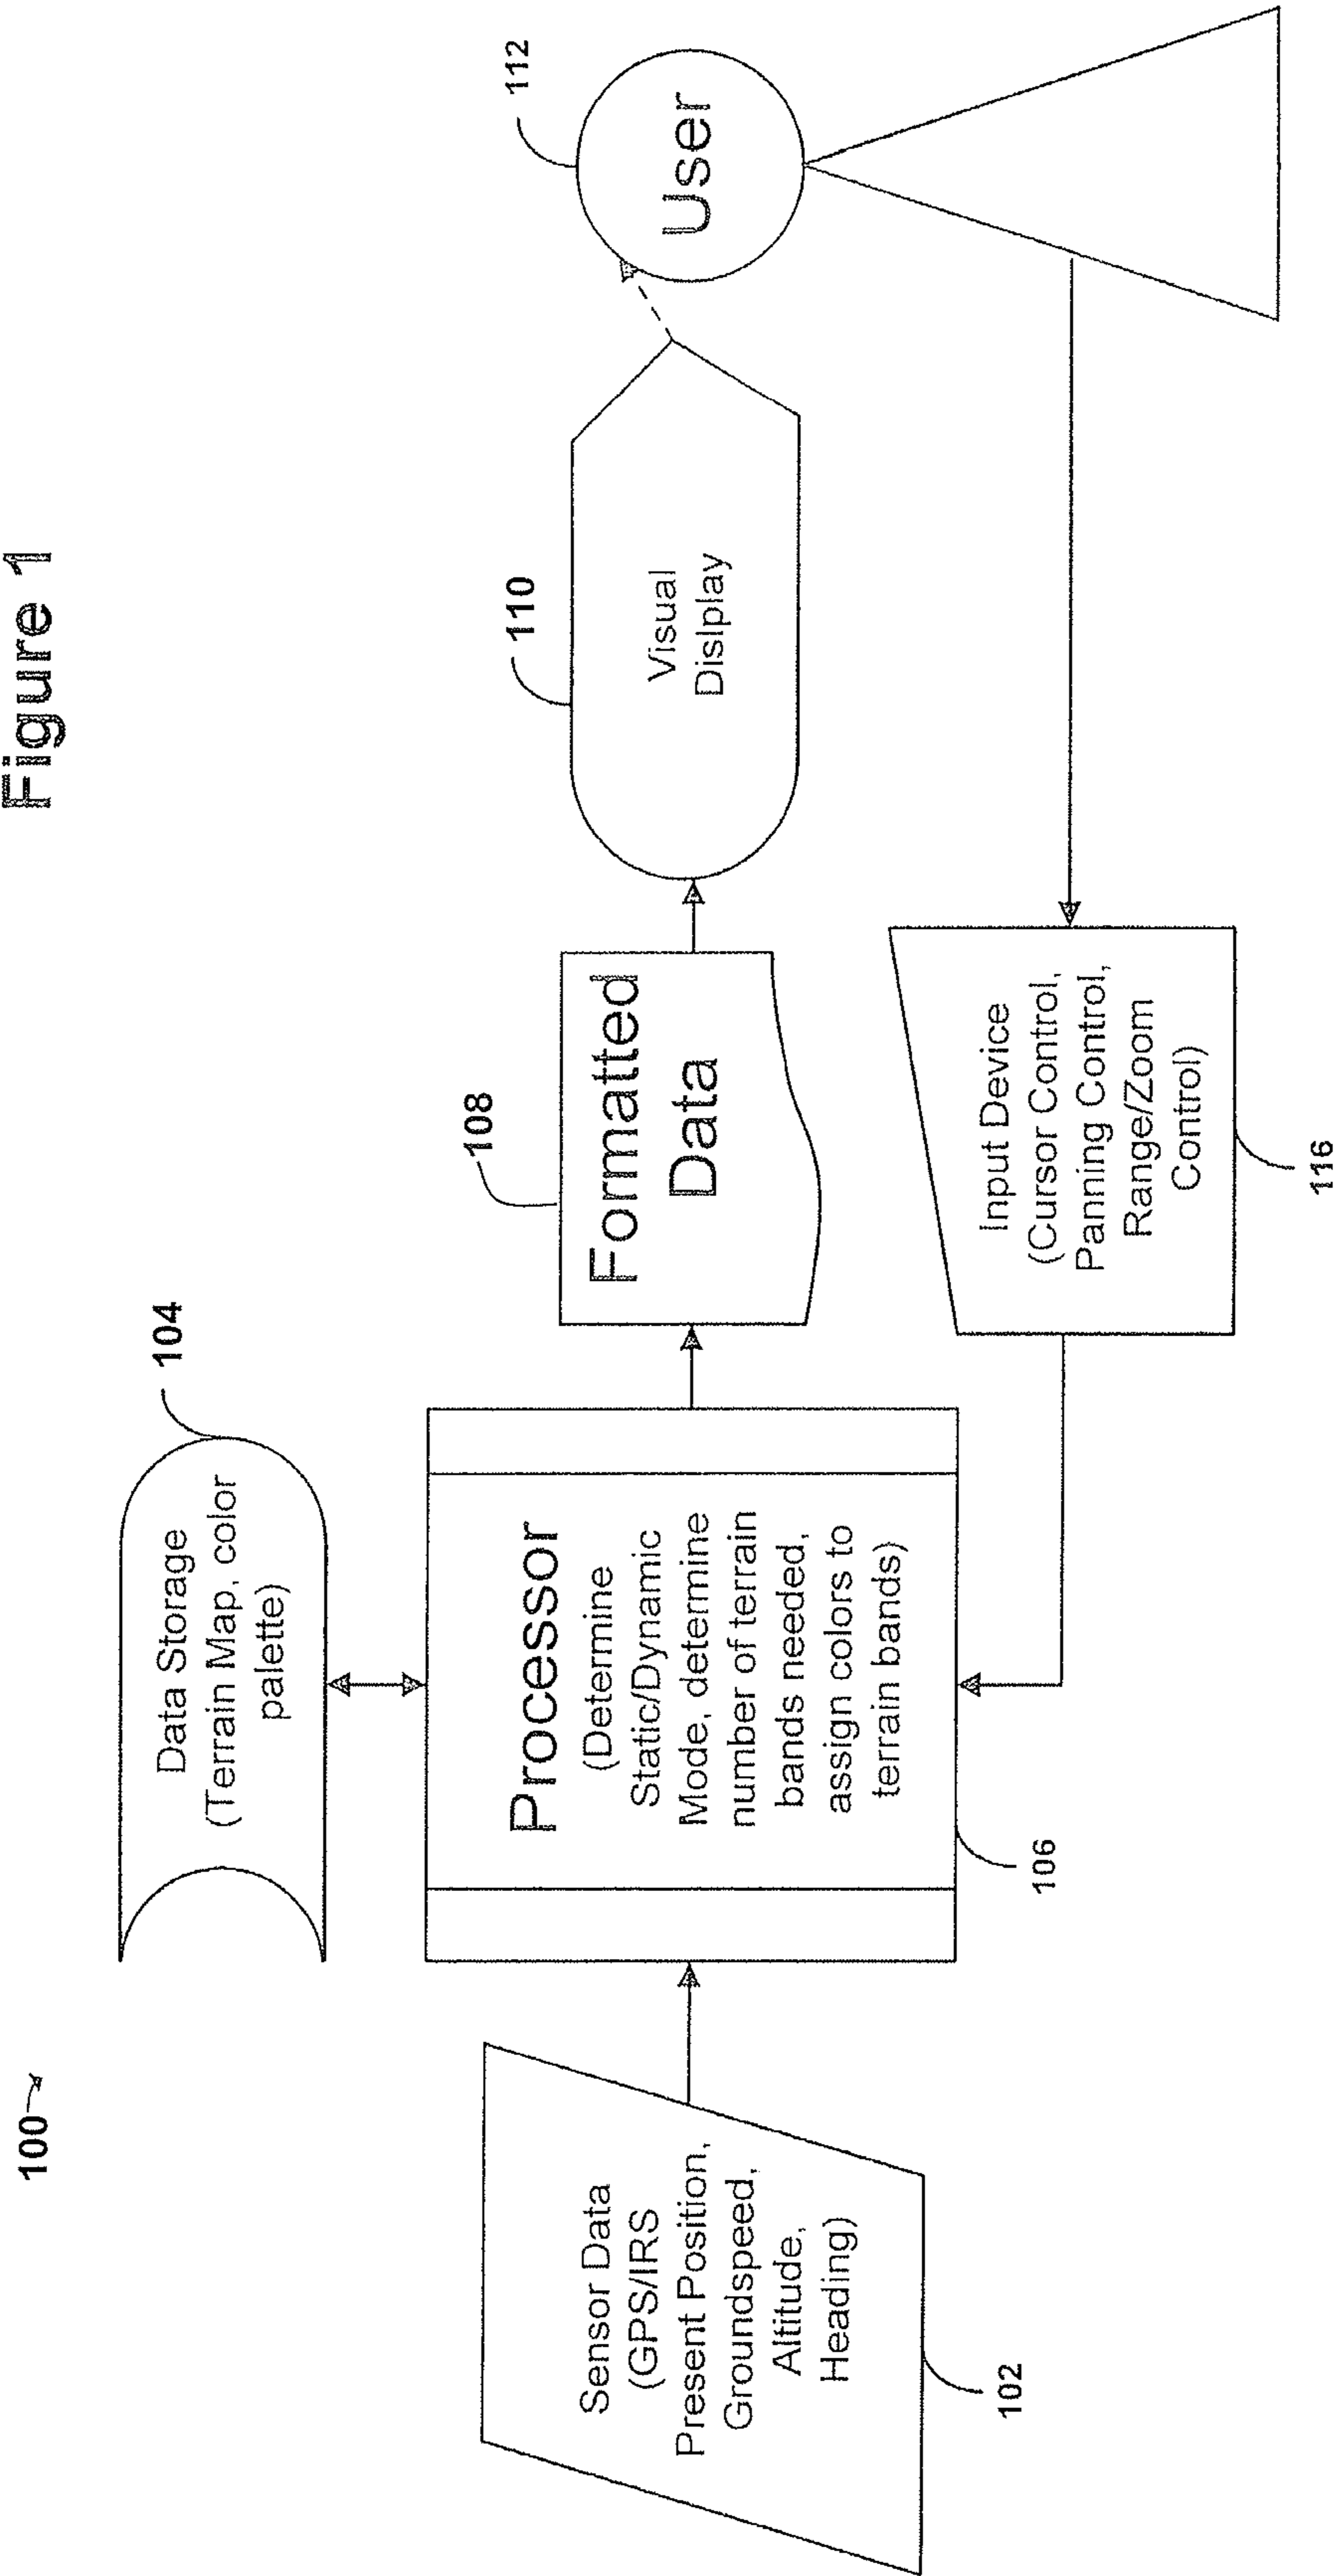 Figure 1
100
104
Data Storage
(Terrain Map, color
palette)
102
Sensor Data
(GPS/IRS
Present Position,
Groundspeed,
Altitude,
Heading)
106
Processor
(Determine
Static/Dynamic
Mode, determine
number of terrain
bands needed,
assign colors to
terrain bands)
108
Formatted
Data
110
Visual
Dislplay
112
User
Input Device
(Cursor Control,
Panning Control,
Range/Zoom
Control)
116